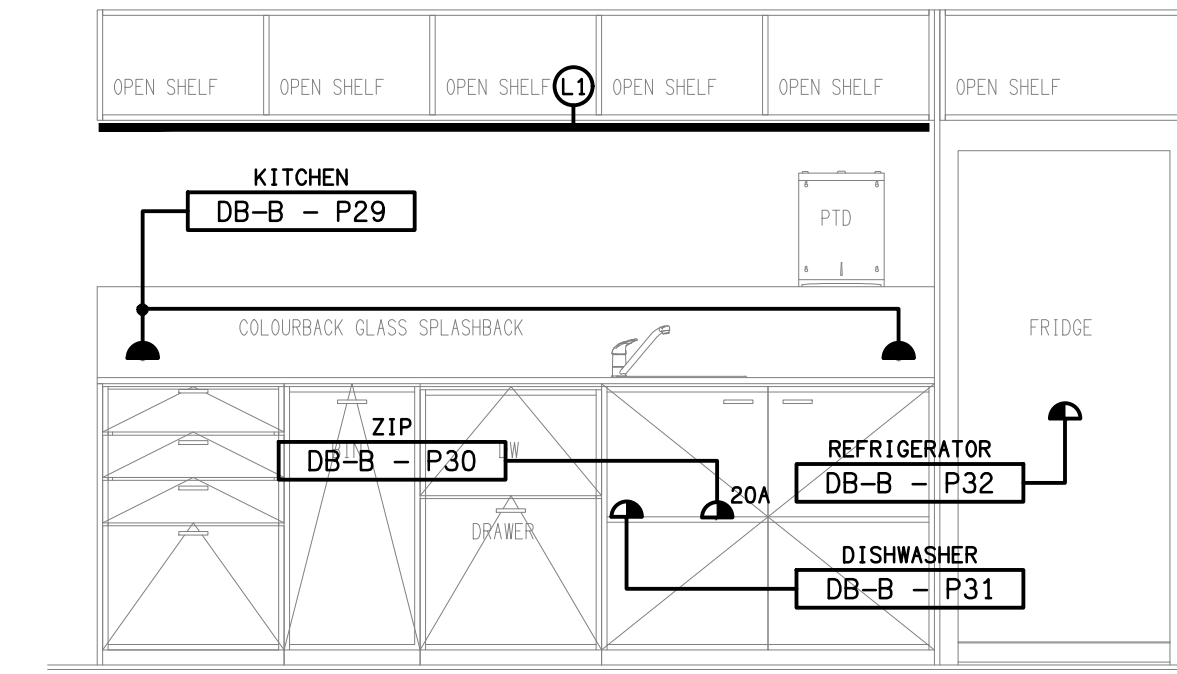 OPEN SHELF OPEN SHELF OPEN SHELF L1 OPEN SHELF OPEN SHELF OPEN SHELF
KITCHEN
DB-B - P29
PTD
COLOURBACK GLASS SPLASHBACK
FRIDGE
ZIP
BIN
DB-B - P30
REFRIGERATOR
DB-B - P32
20A
DRAWER
DISHWASHER
DB-B - P31